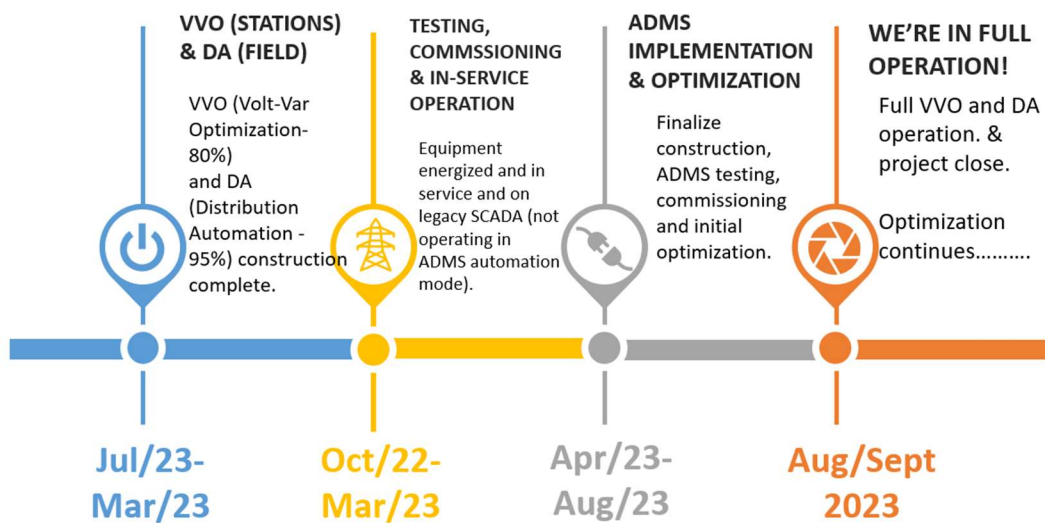 VVO (STATIONS)
& DA (FIELD)
VVO (Volt-Var
Optimization-
80%)
and DA
(Distribution
Automation -
95%) construction
complete.
Jul/23-
Mar/23
TESTING,
COMMSSIONING
& IN-SERVICE
OPERATION
Equipment
energized and in
service and on
legacy SCADA (not
operating in
ADMS automation
mode).
Oct/22-
Mar/23
ADMS
IMPLEMENTATION
& OPTIMIZATION
Finalize
construction,
ADMS testing,
commissioning
and initial
optimization.
Apr/23-
Aug/23
WE’RE IN FULL
OPERATION!
Full VVO and DA
operation. &
project close.
Optimization
continues……….
Aug/Sept
2023